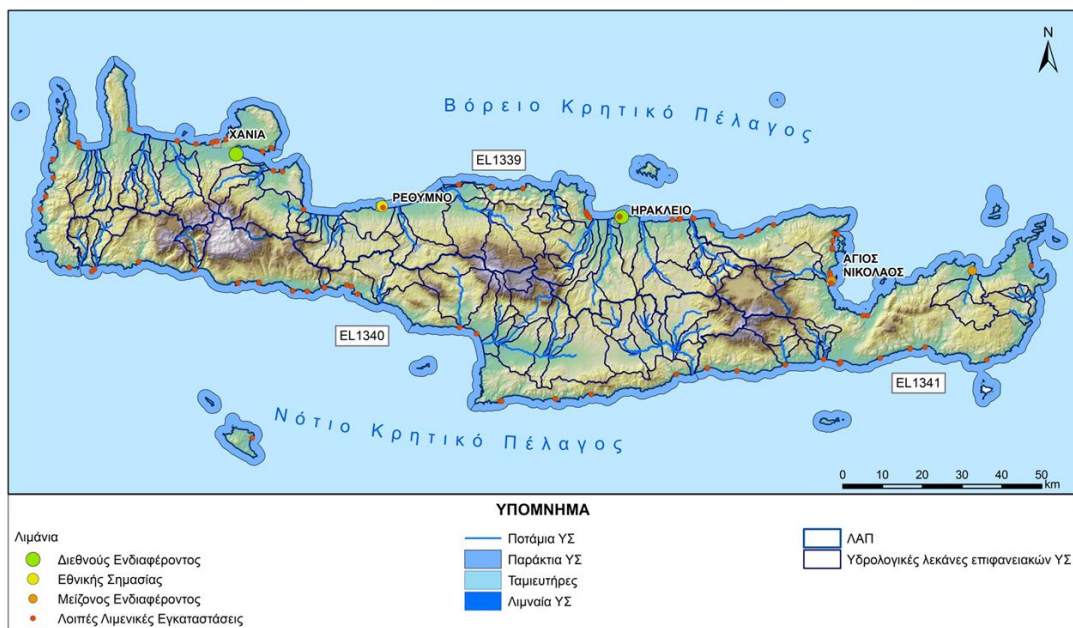 N
Βόρειο Κρητικό Πέλαγος
ΧΑΝΙΑ
EL1339
ΡΕΘΥΜΝΟ
ΗΡΑΚΛΕΙΟ
ΑΓΙΟΣ
ΝΙΚΟΛΑΟΣ
EL1340
EL1341
Νότιο Κρητικό Πέλαγος
0 10 20 30 40 50
km
ΥΠΟΜΝΗΜΑ
Λιμάνια
Διεθνούς Ενδιαφέροντος
Εθνικής Σημασίας
Μείζονος Ενδιαφέροντος
Λοιπές Λιμενικές Εγκαταστάσεις
Ποτάμια ΥΣ
Παράκτια ΥΣ
Ταμιευτήρες
Λιμναία ΥΣ
ΛΑΠ
Υδρολογικές λεκάνες επιφανειακών ΥΣ